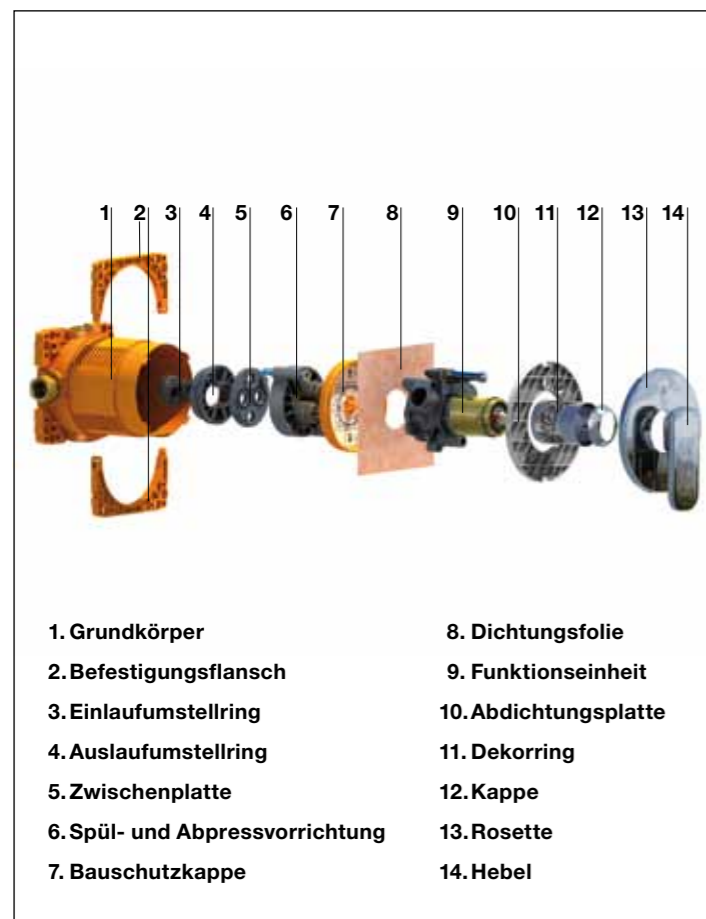 1 2 3 4 5 6 7 8 9 10 11 12 13 14
1. Grundkörper
2. Befestigungsflansch
3. Einlaufumstellring
4. Auslaufumstellring
5. Zwischenplatte
6. Spül- und Abpressvorrichtung
7. Bauschutzkappe
8. Dichtungsfolie
9. Funktionseinheit
10. Abdichtungsplatte
11. Dekorring
12. Kappe
13. Rosette
14. Hebel